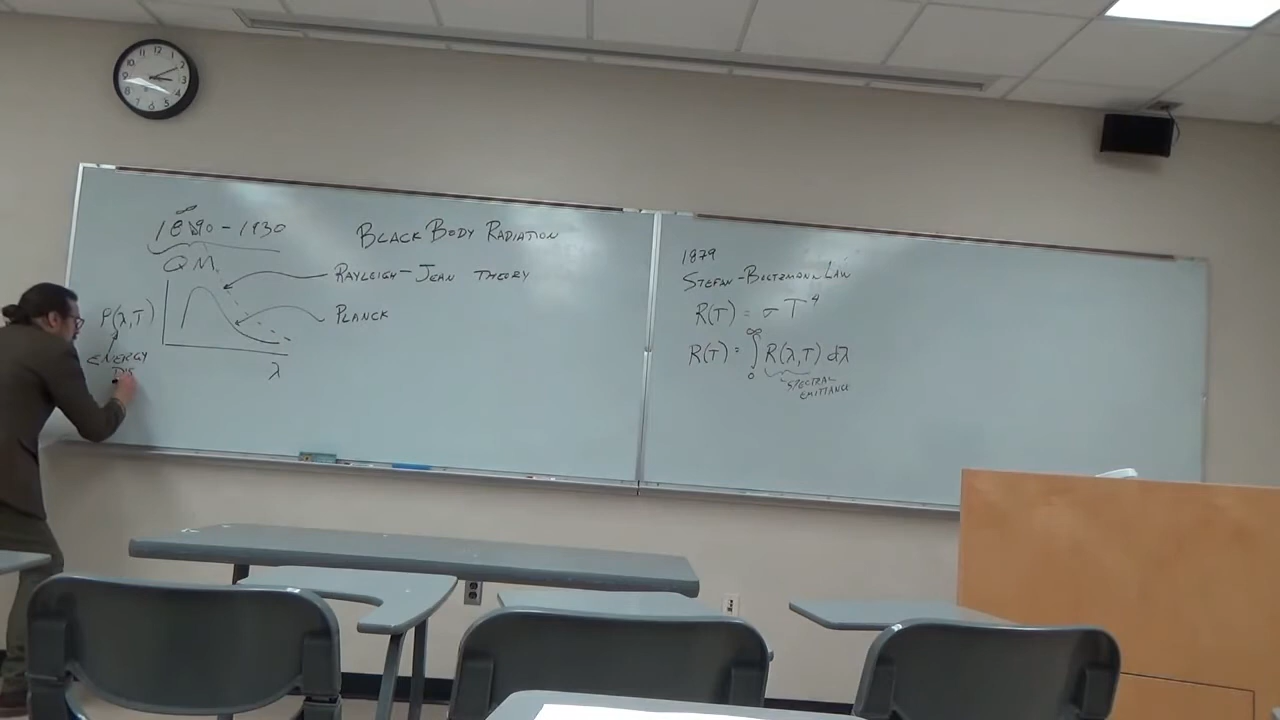 1890-1930
Q.M.
BLACK BODY RADIATION
RAYLEIGH-JEAN THEORY
PLANCK
ρ(λ,T)
ENERGY
DIS
λ
1879
STEFAN-BOLTZMANN LAW
R(T) = σ T⁴
R(T) = ∫₀^∞ R(λ,T) dλ
SPECTRAL
EMITTANCE